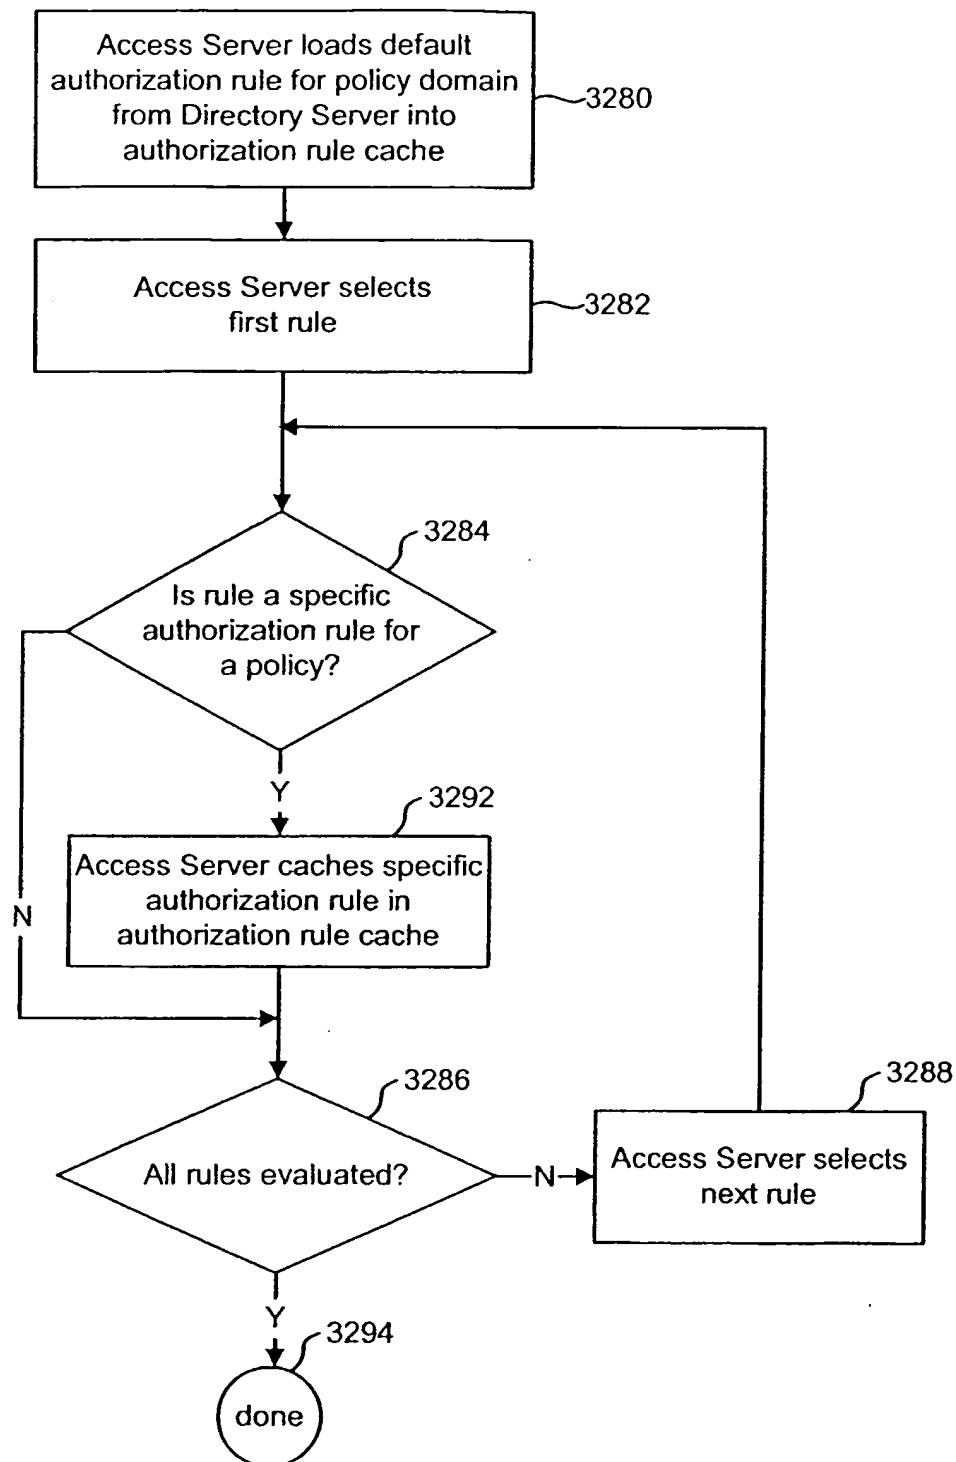 Access Server loads default
authorization rule for policy domain
from Directory Server into
authorization rule cache
3280
Access Server selects
first rule
3282
3284
Is rule a specific
authorization rule for
a policy?
Y
3292
Access Server caches specific
authorization rule in
authorization rule cache
N
3286
3288
All rules evaluated?
N
Access Server selects
next rule
Y
3294
done